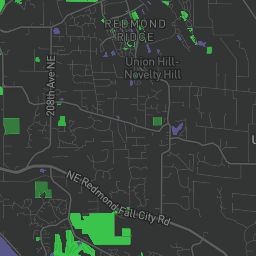 REDMOND
RIDGE
Union Hill-
Novelty Hill
208th Ave NE
U
NE Redmond Fall City Rd